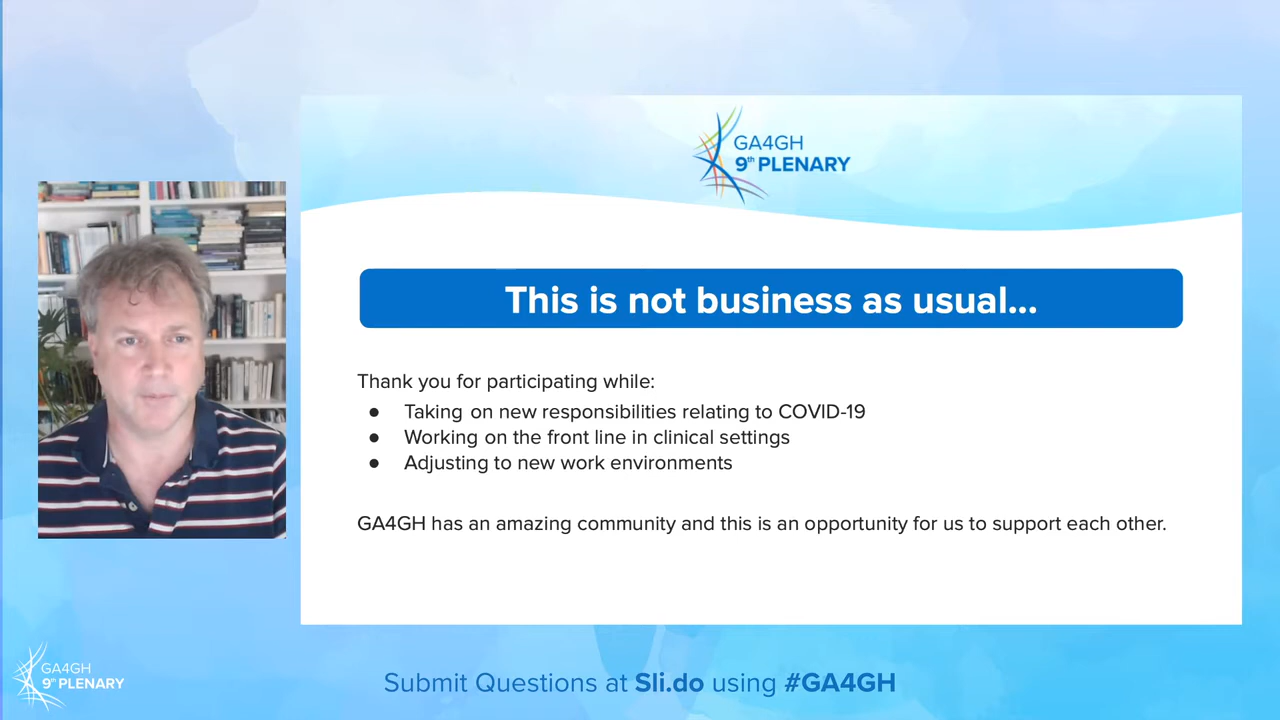 GA4GH
9th PLENARY
This is not business as usual...
Thank you for participating while:
● Taking on new responsibilities relating to COVID-19
● Working on the front line in clinical settings
● Adjusting to new work environments
GA4GH has an amazing community and this is an opportunity for us to support each other.
GA4GH
9th PLENARY
Submit Questions at Sli.do using #GA4GH